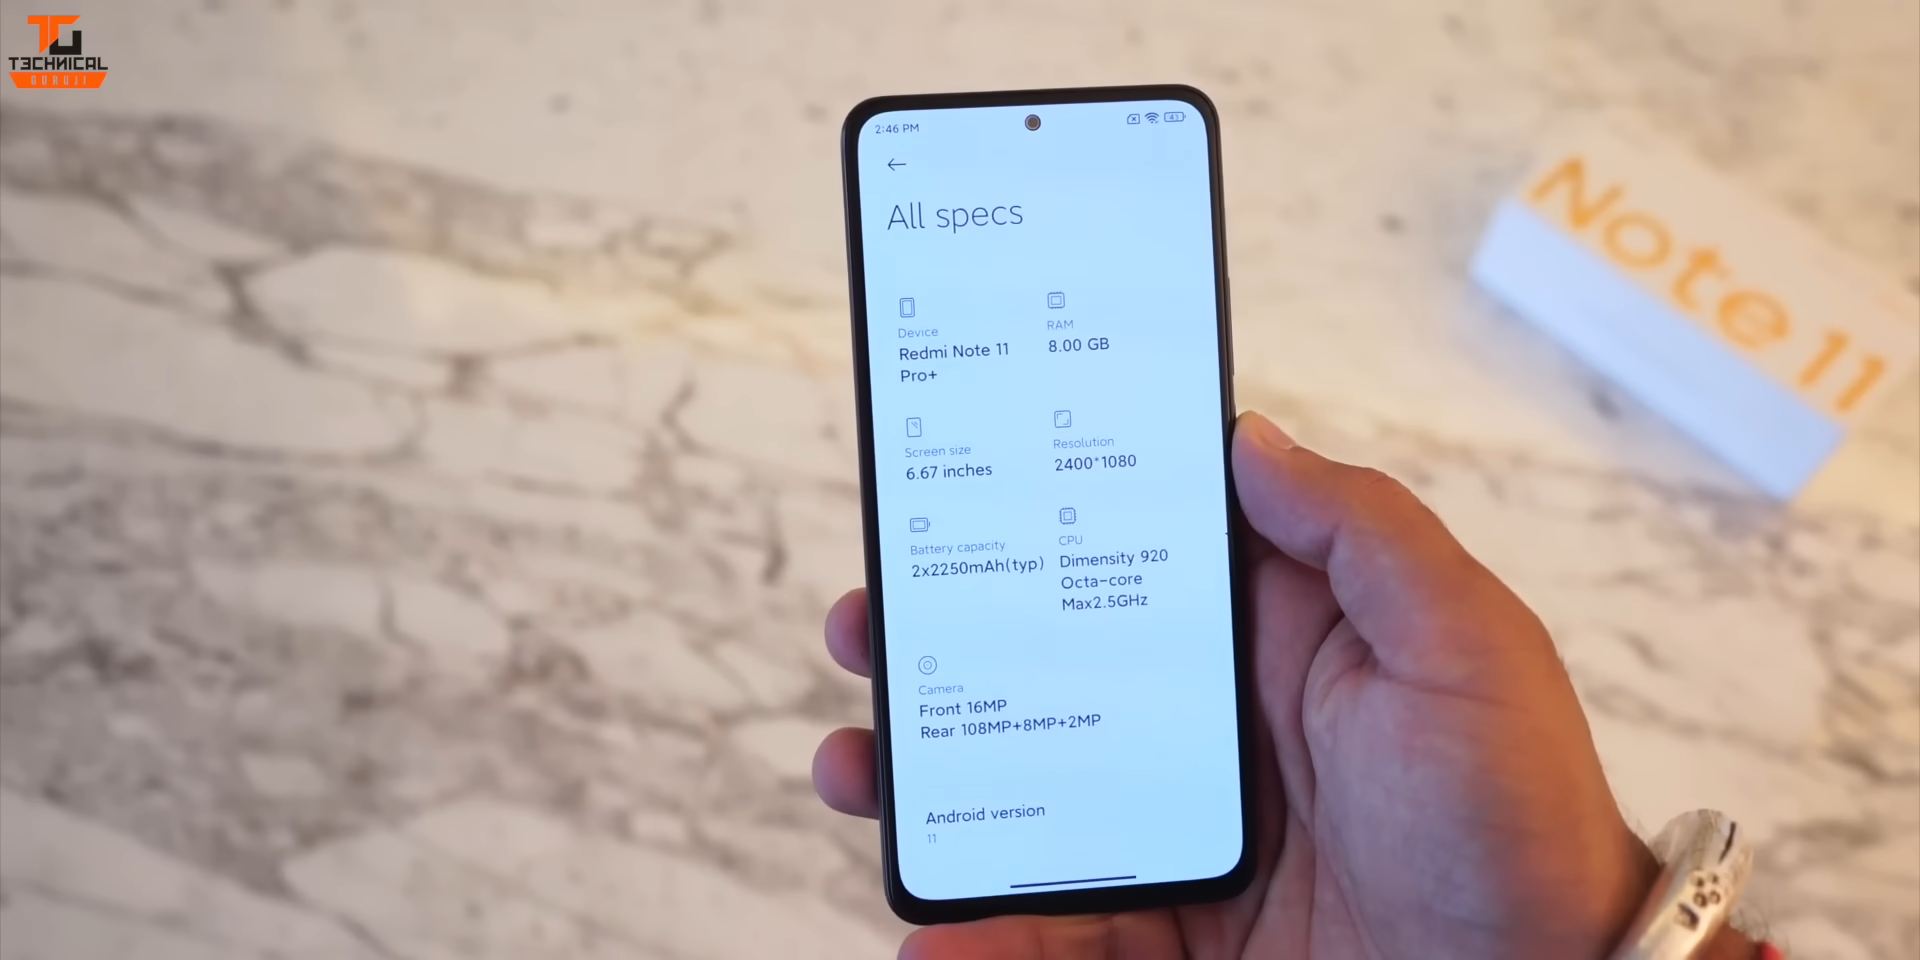 TECHNICAL
GURUJI
2:46 PM
41
All specs
Device
Redmi Note 11
Pro+
RAM
8.00 GB
Screen size
6.67 inches
Resolution
2400*1080
Battery capacity
2x2250mAh(typ)
CPU
Dimensity 920
Octa-core
Max2.5GHz
Camera
Front 16MP
Rear 108MP+8MP+2MP
Android version
11
Note 11